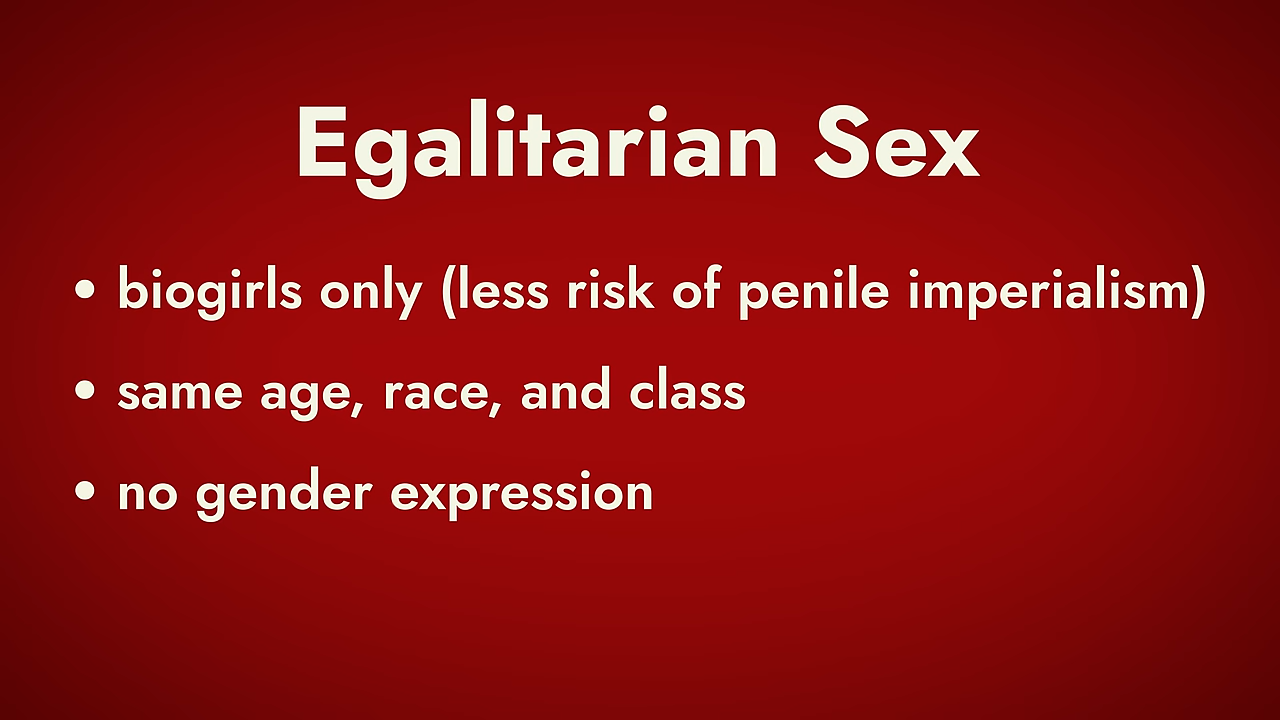 Egalitarian Sex
• biogirls only (less risk of penile imperialism)
• same age, race, and class
• no gender expression